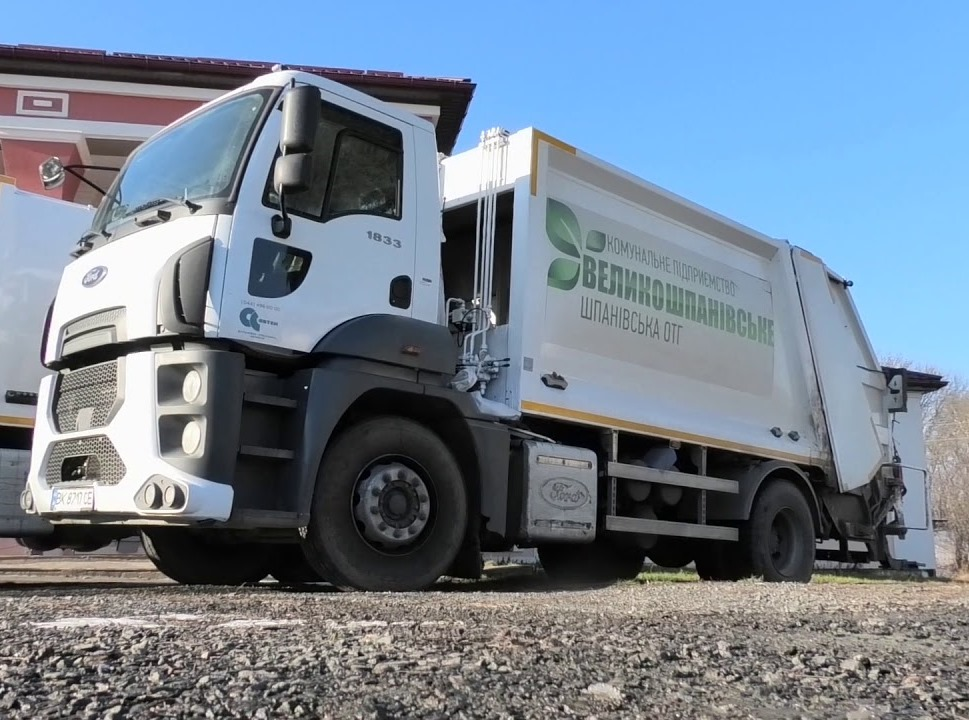 Ford
1833
КОМУНАЛЬНЕ ПІДПРИЄМСТВО
ВЕЛИКОШПАНІВСЬКЕ
ШПАНІВСЬКА ОТГ
Ford